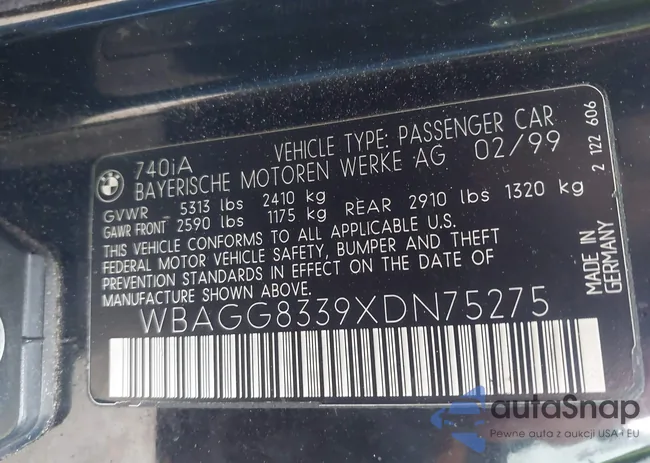 740iA VEHICLE TYPE: PASSENGER CAR
BAYERISCHE MOTOREN WERKE AG 02/99
GVWR 5313 lbs 2410 kg
GAWR FRONT 2590 lbs 1175 kg REAR 2910 lbs 1320 kg
THIS VEHICLE CONFORMS TO ALL APPLICABLE U.S.
FEDERAL MOTOR VEHICLE SAFETY, BUMPER AND THEFT
PREVENTION STANDARDS IN EFFECT ON THE DATE OF
MANUFACTURE SHOWN ABOVE.
WBAGG8339XDN75275
2 122 606
MADE IN
GERMANY
autaSnap
Pewne auta z aukcji USA i EU